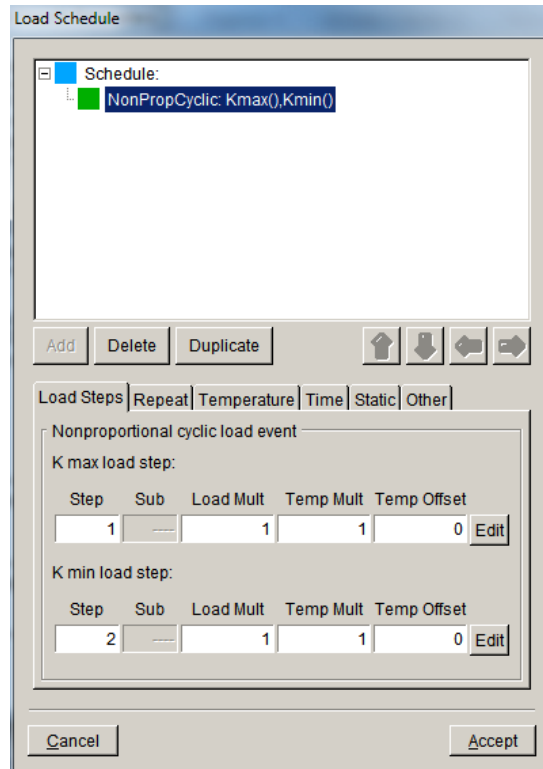 Load Schedule
Schedule:
NonPropCyclic: Kmax(),Kmin()
Add Delete Duplicate
Load Steps Repeat Temperature Time Static Other
Nonproportional cyclic load event
K max load step:
Step Sub Load Mult Temp Mult Temp Offset
1 ---- 1 1 0 Edit
K min load step:
Step Sub Load Mult Temp Mult Temp Offset
2 ---- 1 1 0 Edit
Cancel Accept